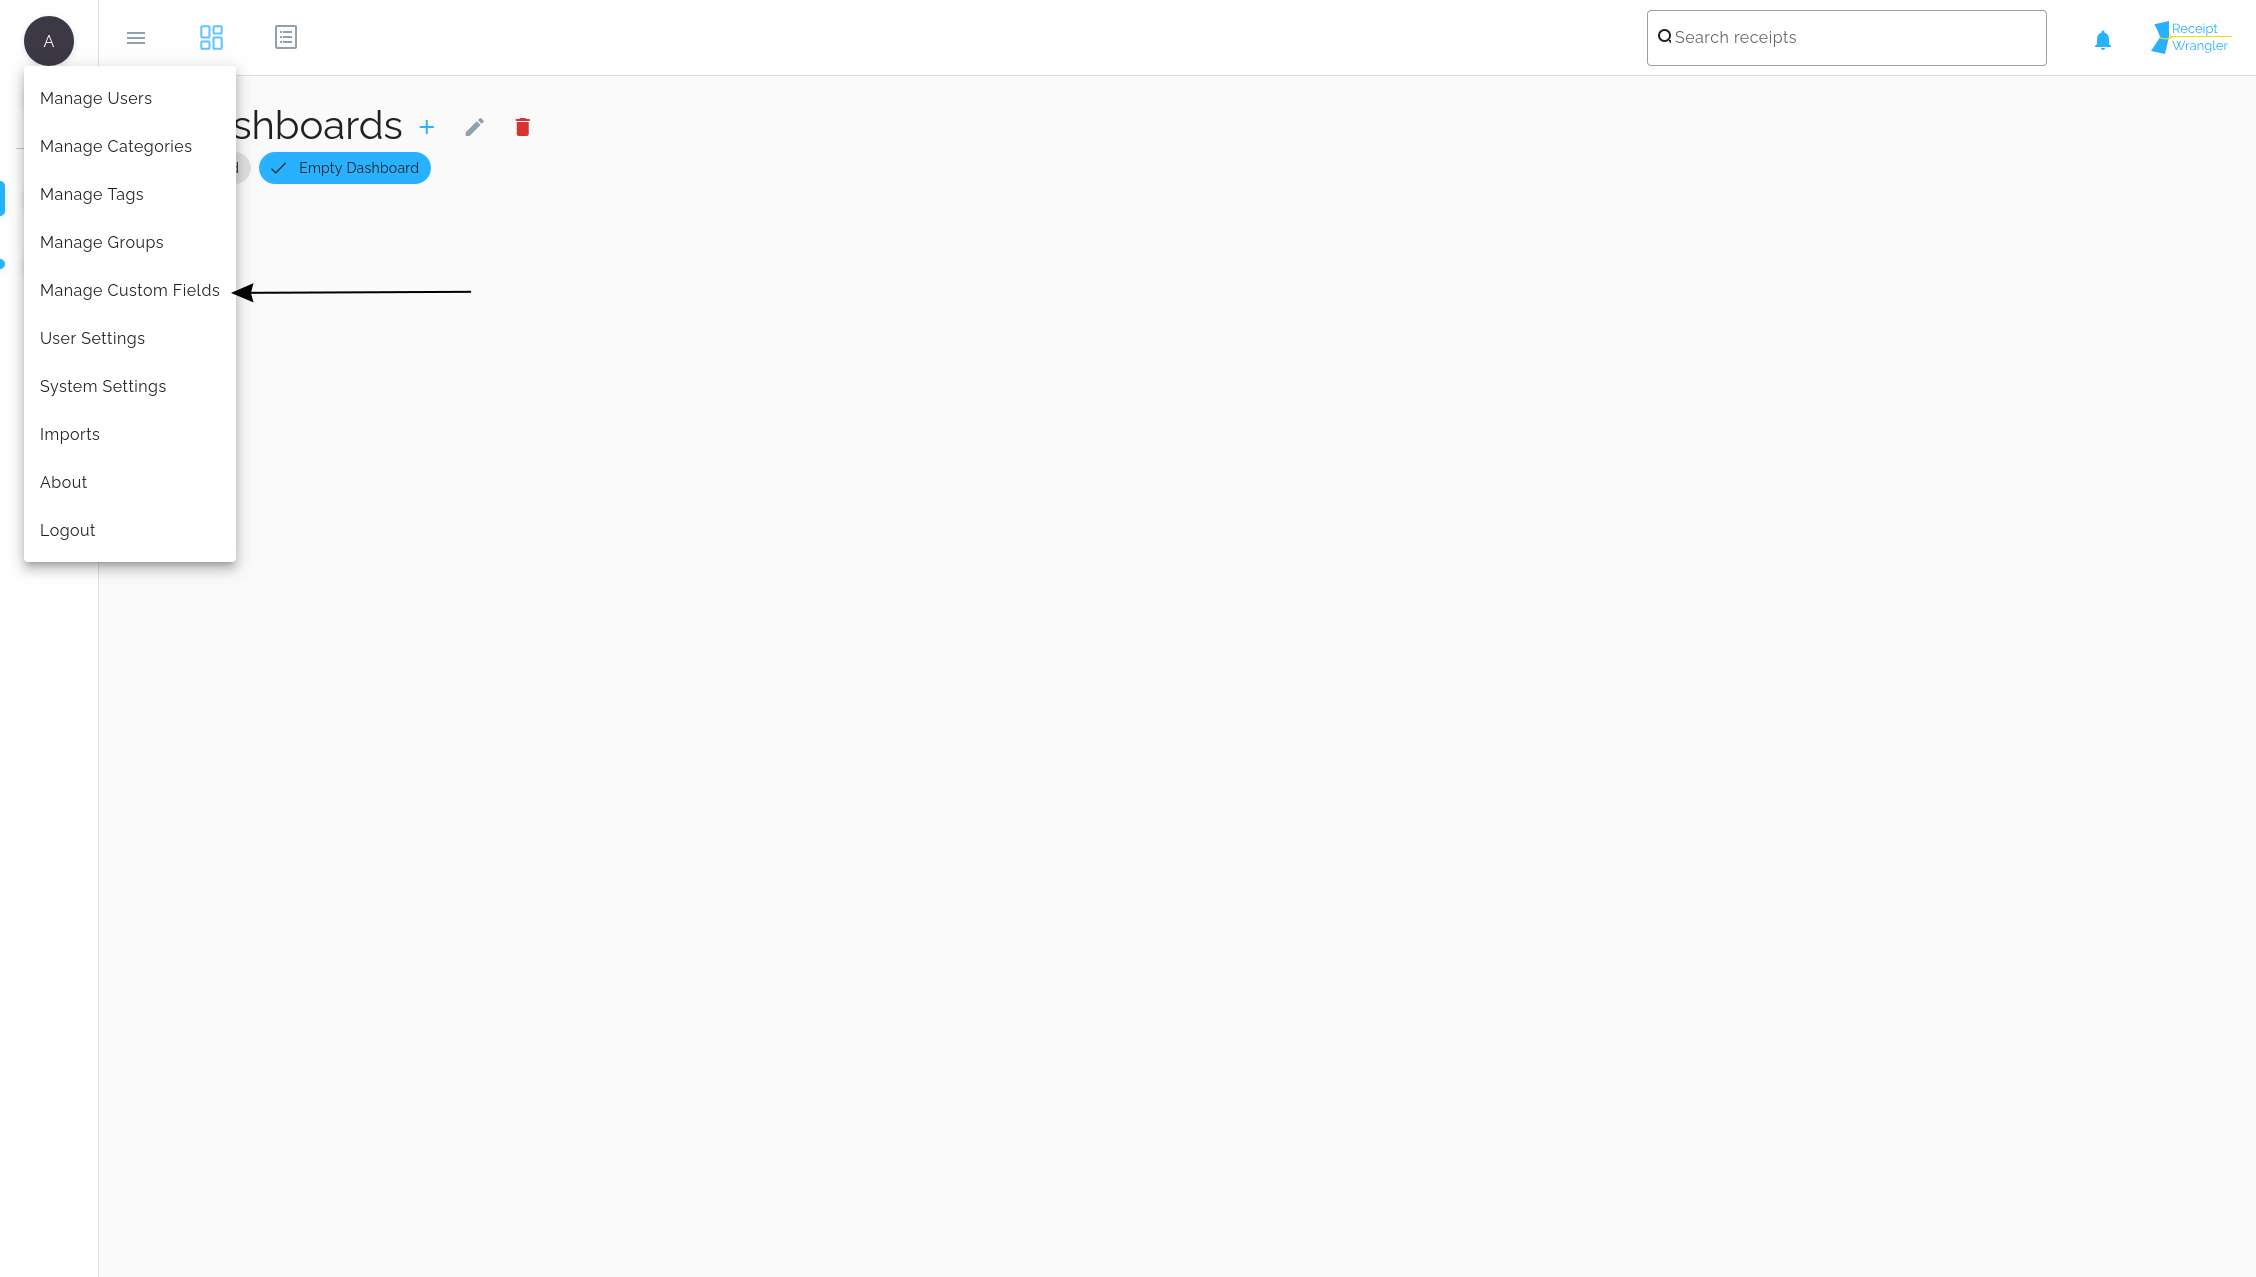 A
Search receipts
Receipt
Wrangler
Manage Users
Manage Categories
Manage Tags
Manage Groups
Manage Custom Fields
User Settings
System Settings
Imports
About
Logout
shboards
d
Empty Dashboard